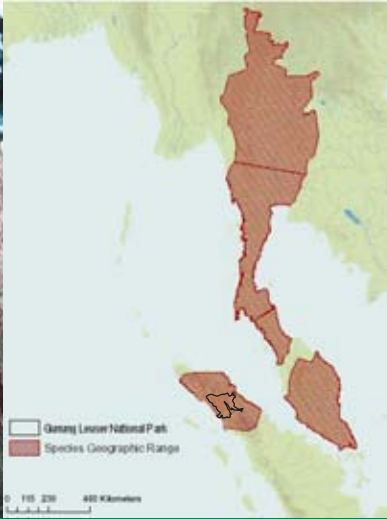 Gunung Leuser National Park
Species Geographic Range
0 115 230 460 Kilometers